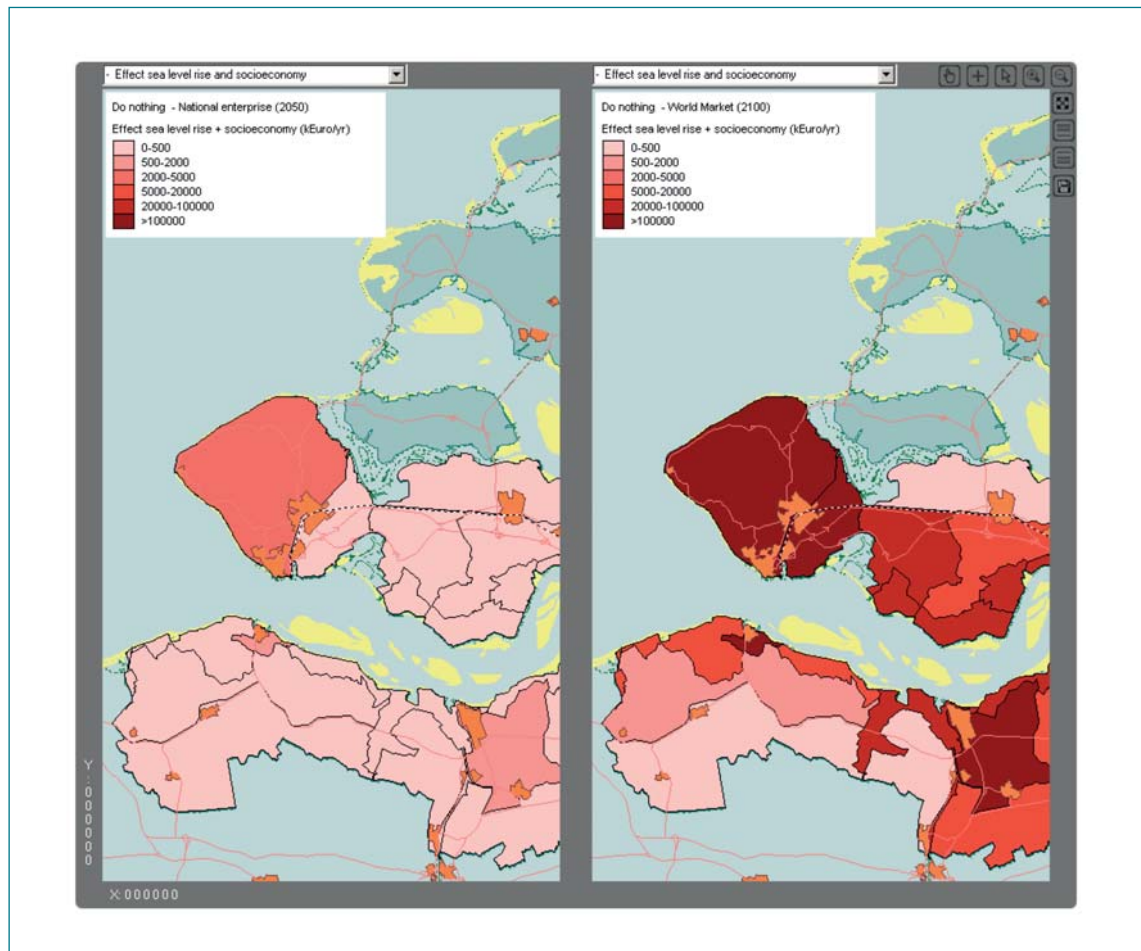 - Effect sea level rise and socioeconomy
Do nothing - National enterprise (2050)
Effect sea level rise + socioeconomy (kEuro/yr)
0-500
500-2000
2000-5000
5000-20000
20000-100000
>100000
- Effect sea level rise and socioeconomy
Do nothing - World Market (2100)
Effect sea level rise + socioeconomy (kEuro/yr)
0-500
500-2000
2000-5000
5000-20000
20000-100000
>100000
Y:000000
X:000000